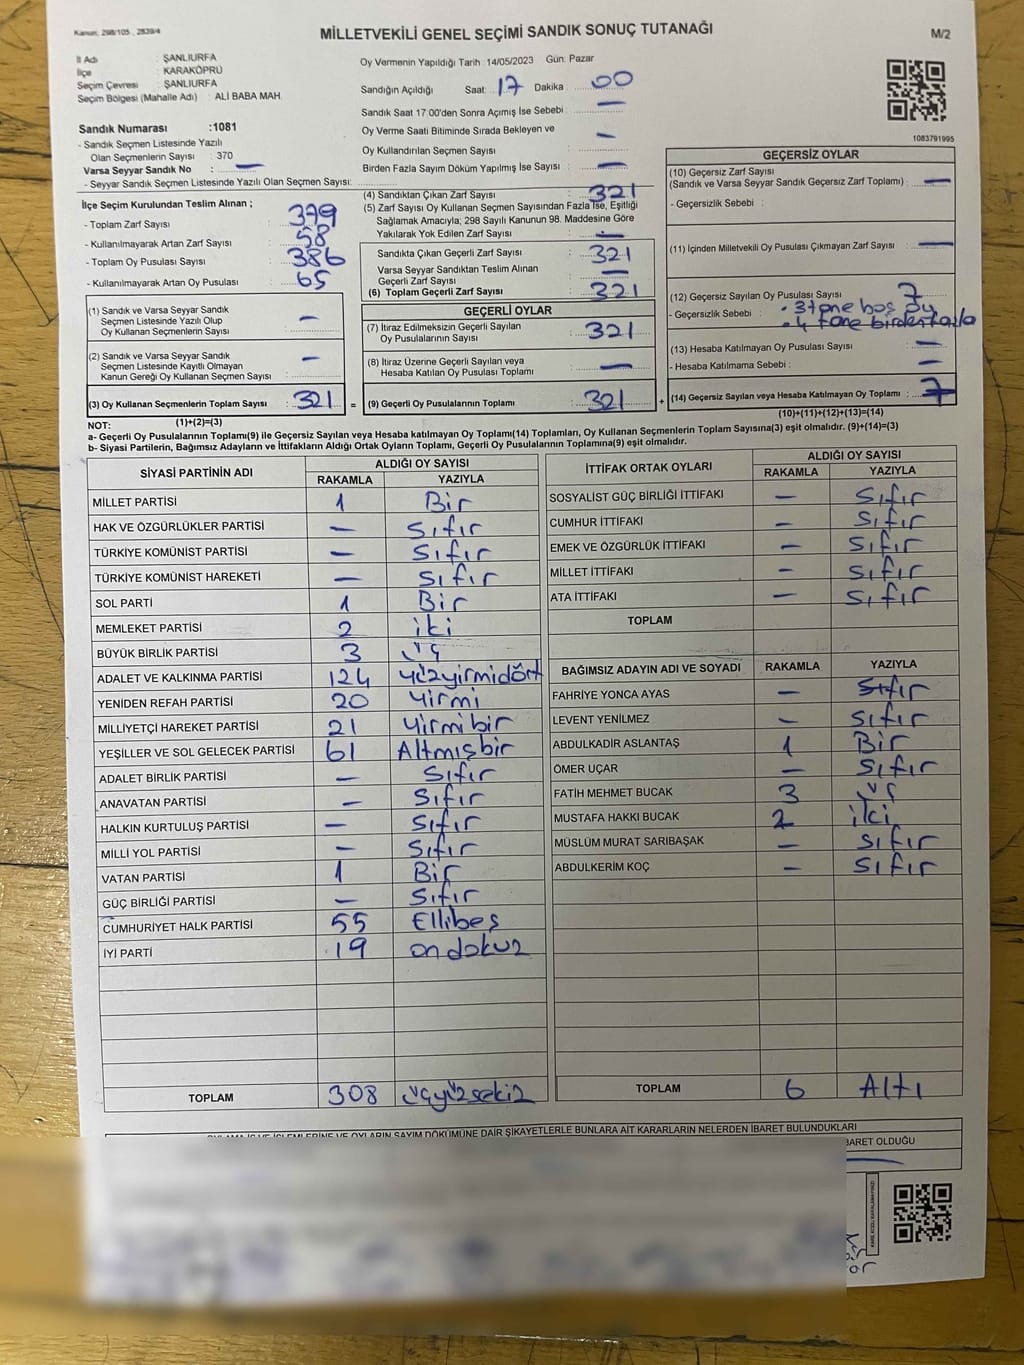 Kanun; 298/105 , 2839/4
MİLLETVEKİLİ GENEL SEÇİMİ SANDIK SONUÇ TUTANAĞI
M/2
İl Adı : ŞANLIURFA
İlçe : KARAKÖPRÜ
Seçim Çevresi : ŞANLIURFA
Seçim Bölgesi (Mahalle Adı) : ALİ BABA MAH.
Sandık Numarası :1081
- Sandık Seçmen Listesinde Yazılı
Olan Seçmenlerin Sayısı : 370
Varsa Seyyar Sandık No : —
- Seyyar Sandık Seçmen Listesinde Yazılı Olan Seçmen Sayısı:
İlçe Seçim Kurulundan Teslim Alınan ;
- Toplam Zarf Sayısı : 379
- Kullanılmayarak Artan Zarf Sayısı : 58
- Toplam Oy Pusulası Sayısı : 386
- Kullanılmayarak Artan Oy Pusulası : 65
(1) Sandık ve Varsa Seyyar Sandık
Seçmen Listesinde Yazılı Olup
Oy Kullanan Seçmenlerin Sayısı : —
(2) Sandık ve Varsa Seyyar Sandık
Seçmen Listesinde Kayıtlı Olmayan
Kanun Gereği Oy Kullanan Seçmen Sayısı : —
(3) Oy Kullanan Seçmenlerin Toplam Sayısı : 321
(1)+(2)=(3)
Oy Vermenin Yapıldığı Tarih : 14/05/2023 Gün: Pazar
Sandığın Açıldığı Saat: 17 Dakika : 00
Sandık Saat 17:00'den Sonra Açımış İse Sebebi : —
Oy Verme Saati Bitiminde Sırada Bekleyen ve
Oy Kullandırılan Seçmen Sayısı : —
Birden Fazla Sayım Döküm Yapılmış İse Sayısı : —
(4) Sandıktan Çıkan Zarf Sayısı : 321
(5) Zarf Sayısı Oy Kullanan Seçmen Sayısından Fazla İse, Eşitliği
Sağlamak Amacıyla; 298 Sayılı Kanunun 98. Maddesine Göre
Yakılarak Yok Edilen Zarf Sayısı : —
Sandıkta Çıkan Geçerli Zarf Sayısı : 321
Varsa Seyyar Sandıktan Teslim Alınan
Geçerli Zarf Sayısı : —
(6) Toplam Geçerli Zarf Sayısı : 321
GEÇERLİ OYLAR
(7) İtiraz Edilmeksizin Geçerli Sayılan
Oy Pusulalarının Sayısı : 321
(8) İtiraz Üzerine Geçerli Sayılan veya
Hesaba Katılan Oy Pusulası Toplamı : —
= (9) Geçerli Oy Pusulalarının Toplamı : 321 +
1083791995
GEÇERSİZ OYLAR
(10) Geçersiz Zarf Sayısı
(Sandık ve Varsa Seyyar Sandık Geçersiz Zarf Toplamı) : —
- Geçersizlik Sebebi :
(11) İçinden Milletvekili Oy Pusulası Çıkmayan Zarf Sayısı : —
(12) Geçersiz Sayılan Oy Pusulası Sayısı : 7
- Geçersizlik Sebebi : • 3 tane boş oy
• 4 tane birden fazla
(13) Hesaba Katılmayan Oy Pusulası Sayısı : —
- Hesaba Katılmama Sebebi : —
(14) Geçersiz Sayılan veya Hesaba Katılmayan Oy Toplamı : 7
(10)+(11)+(12)+(13)=(14)
NOT:
a- Geçerli Oy Pusulalarının Toplamı(9) ile Geçersiz Sayılan veya Hesaba katılmayan Oy Toplamı(14) Toplamları, Oy Kullanan Seçmenlerin Toplam Sayısına(3) eşit olmalıdır. (9)+(14)=(3)
b- Siyasi Partilerin, Bağımsız Adayların ve İttifakların Aldığı Ortak Oyların Toplamı, Geçerli Oy Pusulalarının Toplamına(9) eşit olmalıdır.
SİYASİ PARTİNİN ADI ALDIĞI OY SAYISI
RAKAMLA YAZIYLA
MİLLET PARTİSİ 1 Bir
HAK VE ÖZGÜRLÜKLER PARTİSİ — Sıfır
TÜRKİYE KOMÜNİST PARTİSİ — Sıfır
TÜRKİYE KOMÜNİST HAREKETİ — Sıfır
SOL PARTİ 1 Bir
MEMLEKET PARTİSİ 2 iki
BÜYÜK BİRLİK PARTİSİ 3 üç
ADALET VE KALKINMA PARTİSİ 124 yüzyirmidört
YENİDEN REFAH PARTİSİ 20 yirmi
MİLLİYETÇİ HAREKET PARTİSİ 21 yirmi bir
YEŞİLLER VE SOL GELECEK PARTİSİ 61 Altmışbir
ADALET BİRLİK PARTİSİ — Sıfır
ANAVATAN PARTİSİ — Sıfır
HALKIN KURTULUŞ PARTİSİ — Sıfır
MİLLİ YOL PARTİSİ — Sıfır
VATAN PARTİSİ 1 Bir
GÜÇ BİRLİĞİ PARTİSİ — Sıfır
CUMHURİYET HALK PARTİSİ 55 Ellibeş
İYİ PARTİ 19 ondokuz
TOPLAM 308 üçyüzsekiz
İTTİFAK ORTAK OYLARI ALDIĞI OY SAYISI
RAKAMLA YAZIYLA
SOSYALİST GÜÇ BİRLİĞİ İTTİFAKI — Sıfır
CUMHUR İTTİFAKI — Sıfır
EMEK VE ÖZGÜRLÜK İTTİFAKI — Sıfır
MİLLET İTTİFAKI — Sıfır
ATA İTTİFAKI — Sıfır
TOPLAM
BAĞIMSIZ ADAYIN ADI VE SOYADI RAKAMLA YAZIYLA
FAHRİYE YONCA AYAS — Sıfır
LEVENT YENİLMEZ — Sıfır
ABDULKADİR ASLANTAŞ 1 Bir
ÖMER UÇAR — Sıfır
FATİH MEHMET BUCAK 3 üç
MUSTAFA HAKKI BUCAK 2 iki
MÜSLÜM MURAT SARIBAŞAK — Sıfır
ABDULKERİM KOÇ — Sıfır
TOPLAM 6 Altı
OYLAMA İŞ VE İŞLEMLERİNE VE OYLARIN SAYIM DÖKÜMÜNE DAİR ŞİKAYETLERLE BUNLARA AİT KARARLARIN NELERDEN İBARET BULUNDUKLARI
BARET OLDUĞU